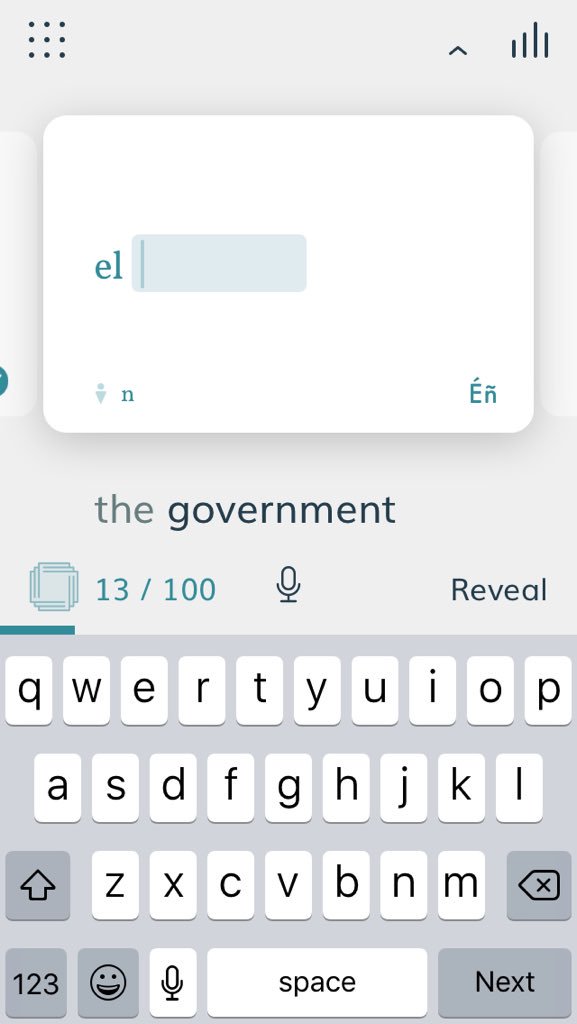 el
n Éñ
the government
13 / 100 Reveal
q w e r t y u i o p
a s d f g h j k l
z x c v b n m
123 space Next